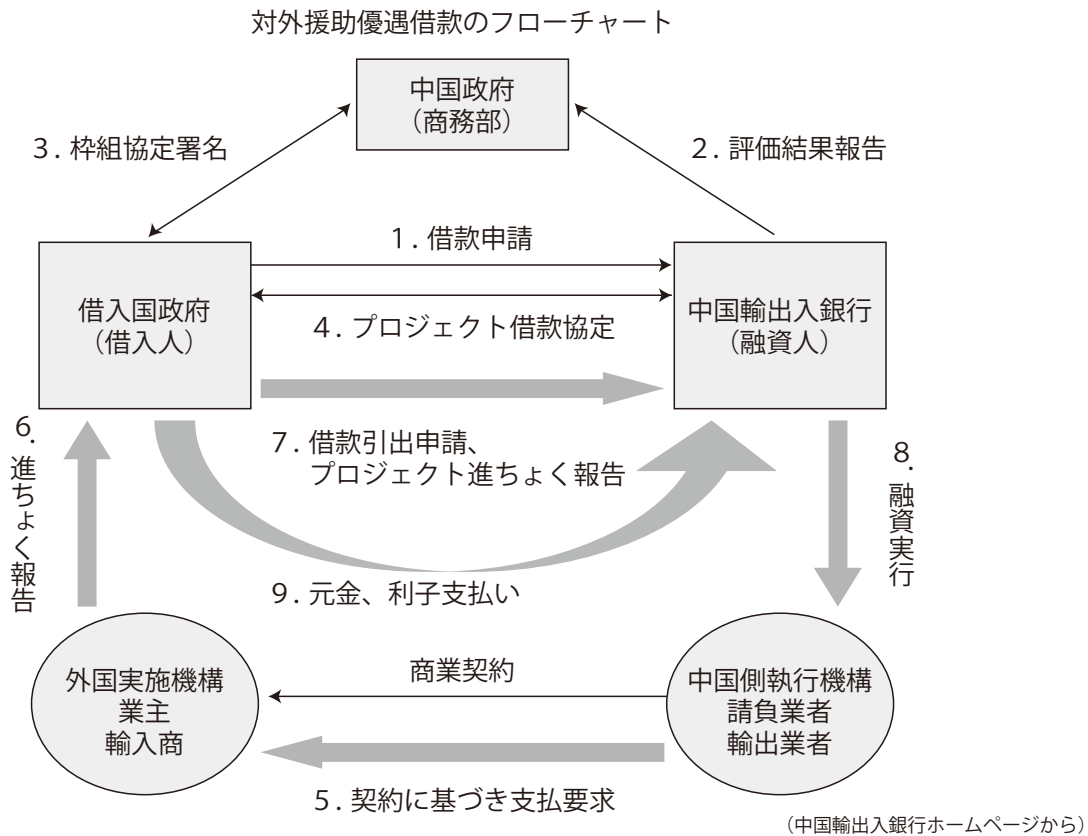 対外援助優遇借款のフローチャート
中国政府
（商務部）
3. 枠組協定署名
2. 評価結果報告
1. 借款申請
借入国政府
（借入人）
中国輸出入銀行
（融資人）
4. プロジェクト借款協定
6. 進ちょく報告
7. 借款引出申請、
プロジェクト進ちょく報告
8. 融資実行
9. 元金、利子支払い
外国実施機構
業主
輸入商
商業契約
中国側執行機構
請負業者
輸出業者
5. 契約に基づき支払要求
（中国輸出入銀行ホームページから）